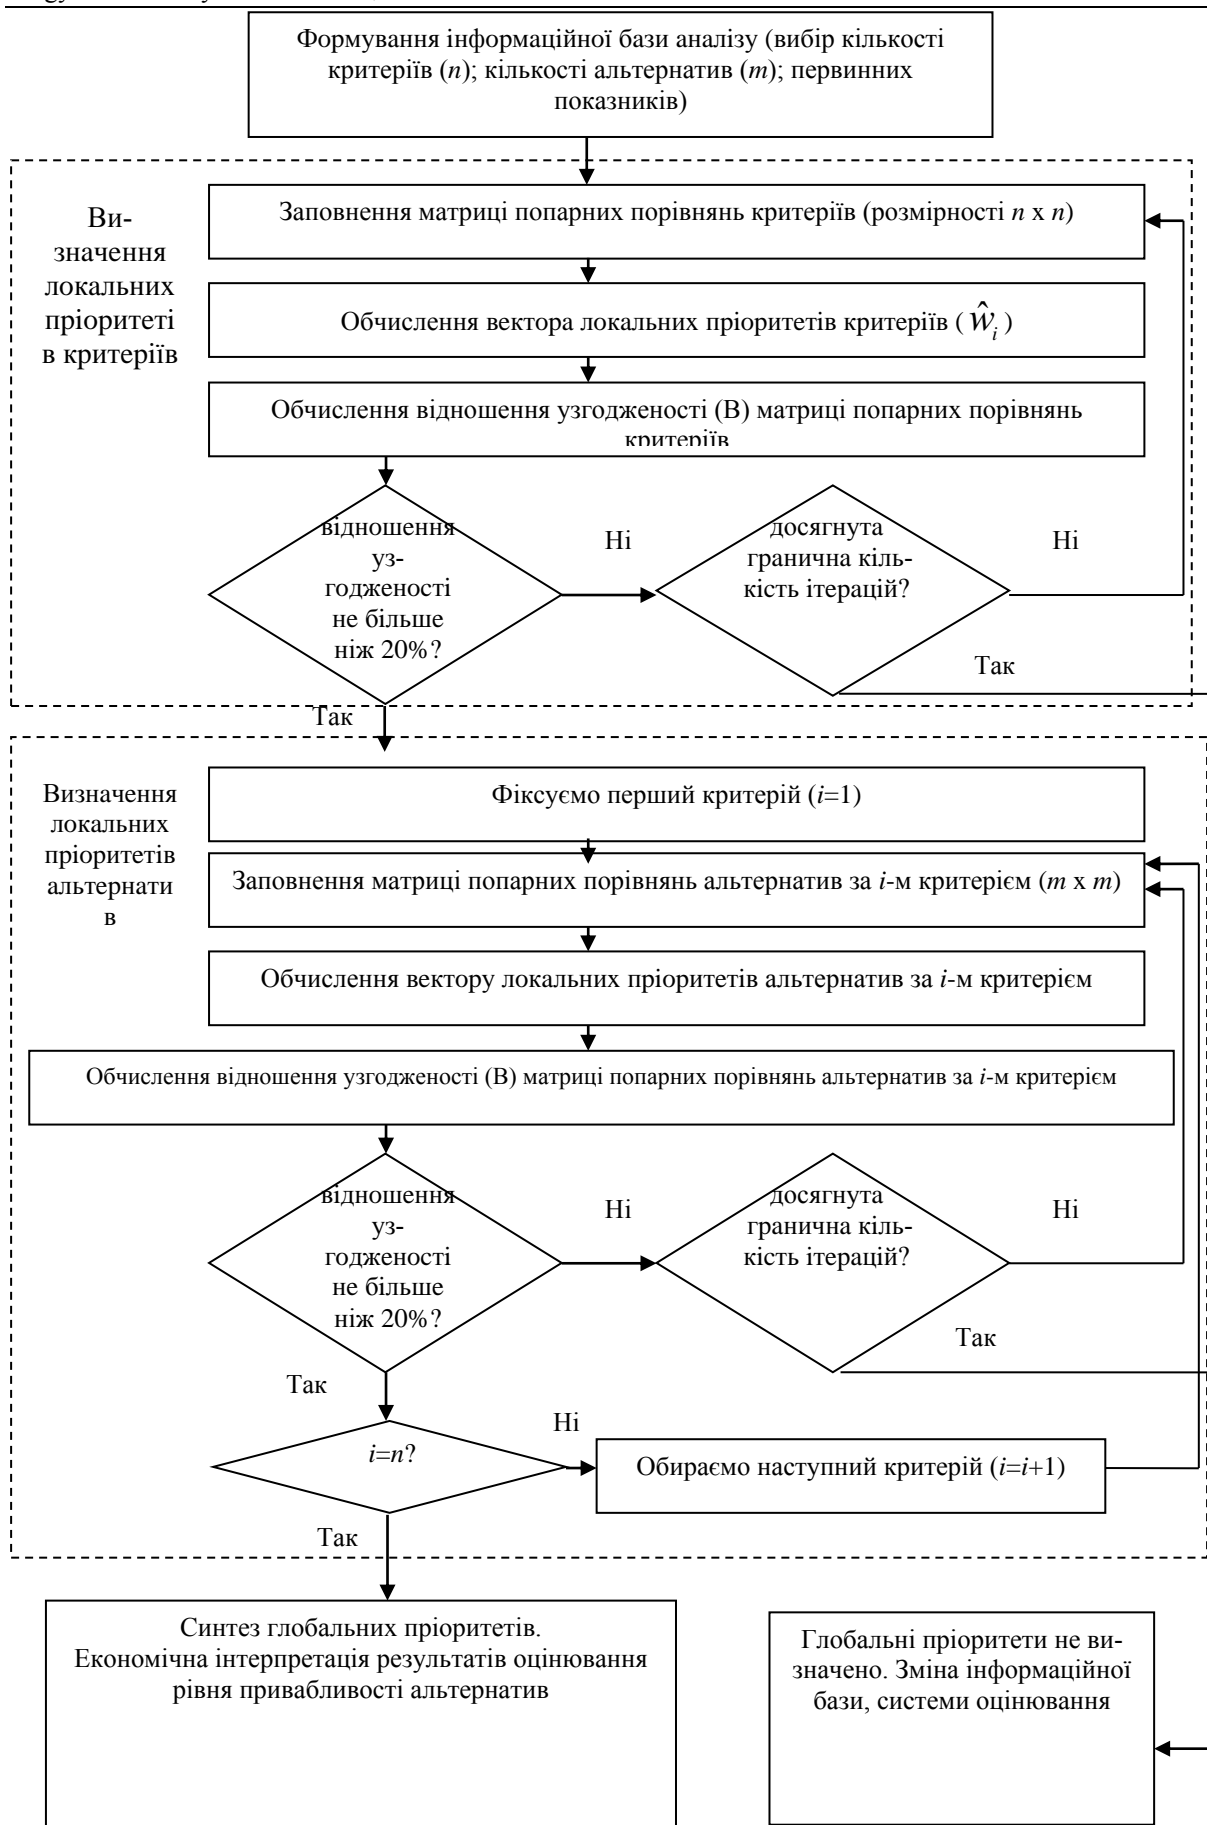 Формування інформаційної бази аналізу (вибір кількості
критеріїв (n); кількості альтернатив (m); первинних
показників)
Ви-
значення
локальних
пріоритеті
в критеріїв
Заповнення матриці попарних порівнянь критеріїв (розмірності n x n)
Обчислення вектора локальних пріоритетів критеріїв ( ŵi )
Обчислення відношення узгодженості (В) матриці попарних порівнянь
критеріїв
відношення
уз-
годженості
не більше
ніж 20%?
Ні
досягнута
гранична кіль-
кість ітерацій?
Ні
Так
Так
Визначення
локальних
пріоритетів
альтернати
в
Фіксуємо перший критерій (i=1)
Заповнення матриці попарних порівнянь альтернатив за i-м критерієм (m x m)
Обчислення вектору локальних пріоритетів альтернатив за i-м критерієм
Обчислення відношення узгодженості (В) матриці попарних порівнянь альтернатив за i-м критерієм
відношення
уз-
годженості
не більше
ніж 20%?
Ні
досягнута
гранична кіль-
кість ітерацій?
Ні
Так
Так
i=n?
Ні
Обираємо наступний критерій (i=i+1)
Так
Синтез глобальних пріоритетів.
Економічна інтерпретація результатів оцінювання
рівня привабливості альтернатив
Глобальні пріоритети не ви-
значено. Зміна інформаційної
бази, системи оцінювання